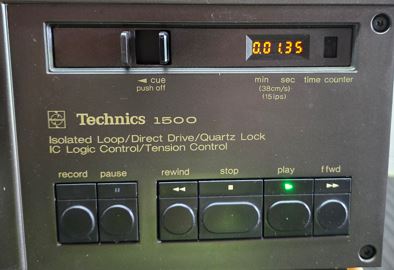 0.01.35
◄ cue
push off
min sec time counter
(38cm/s)
(15ips)
Technics 1500
Isolated Loop/Direct Drive/Quartz Lock
IC Logic Control/Tension Control
record pause rewind stop play ffwd